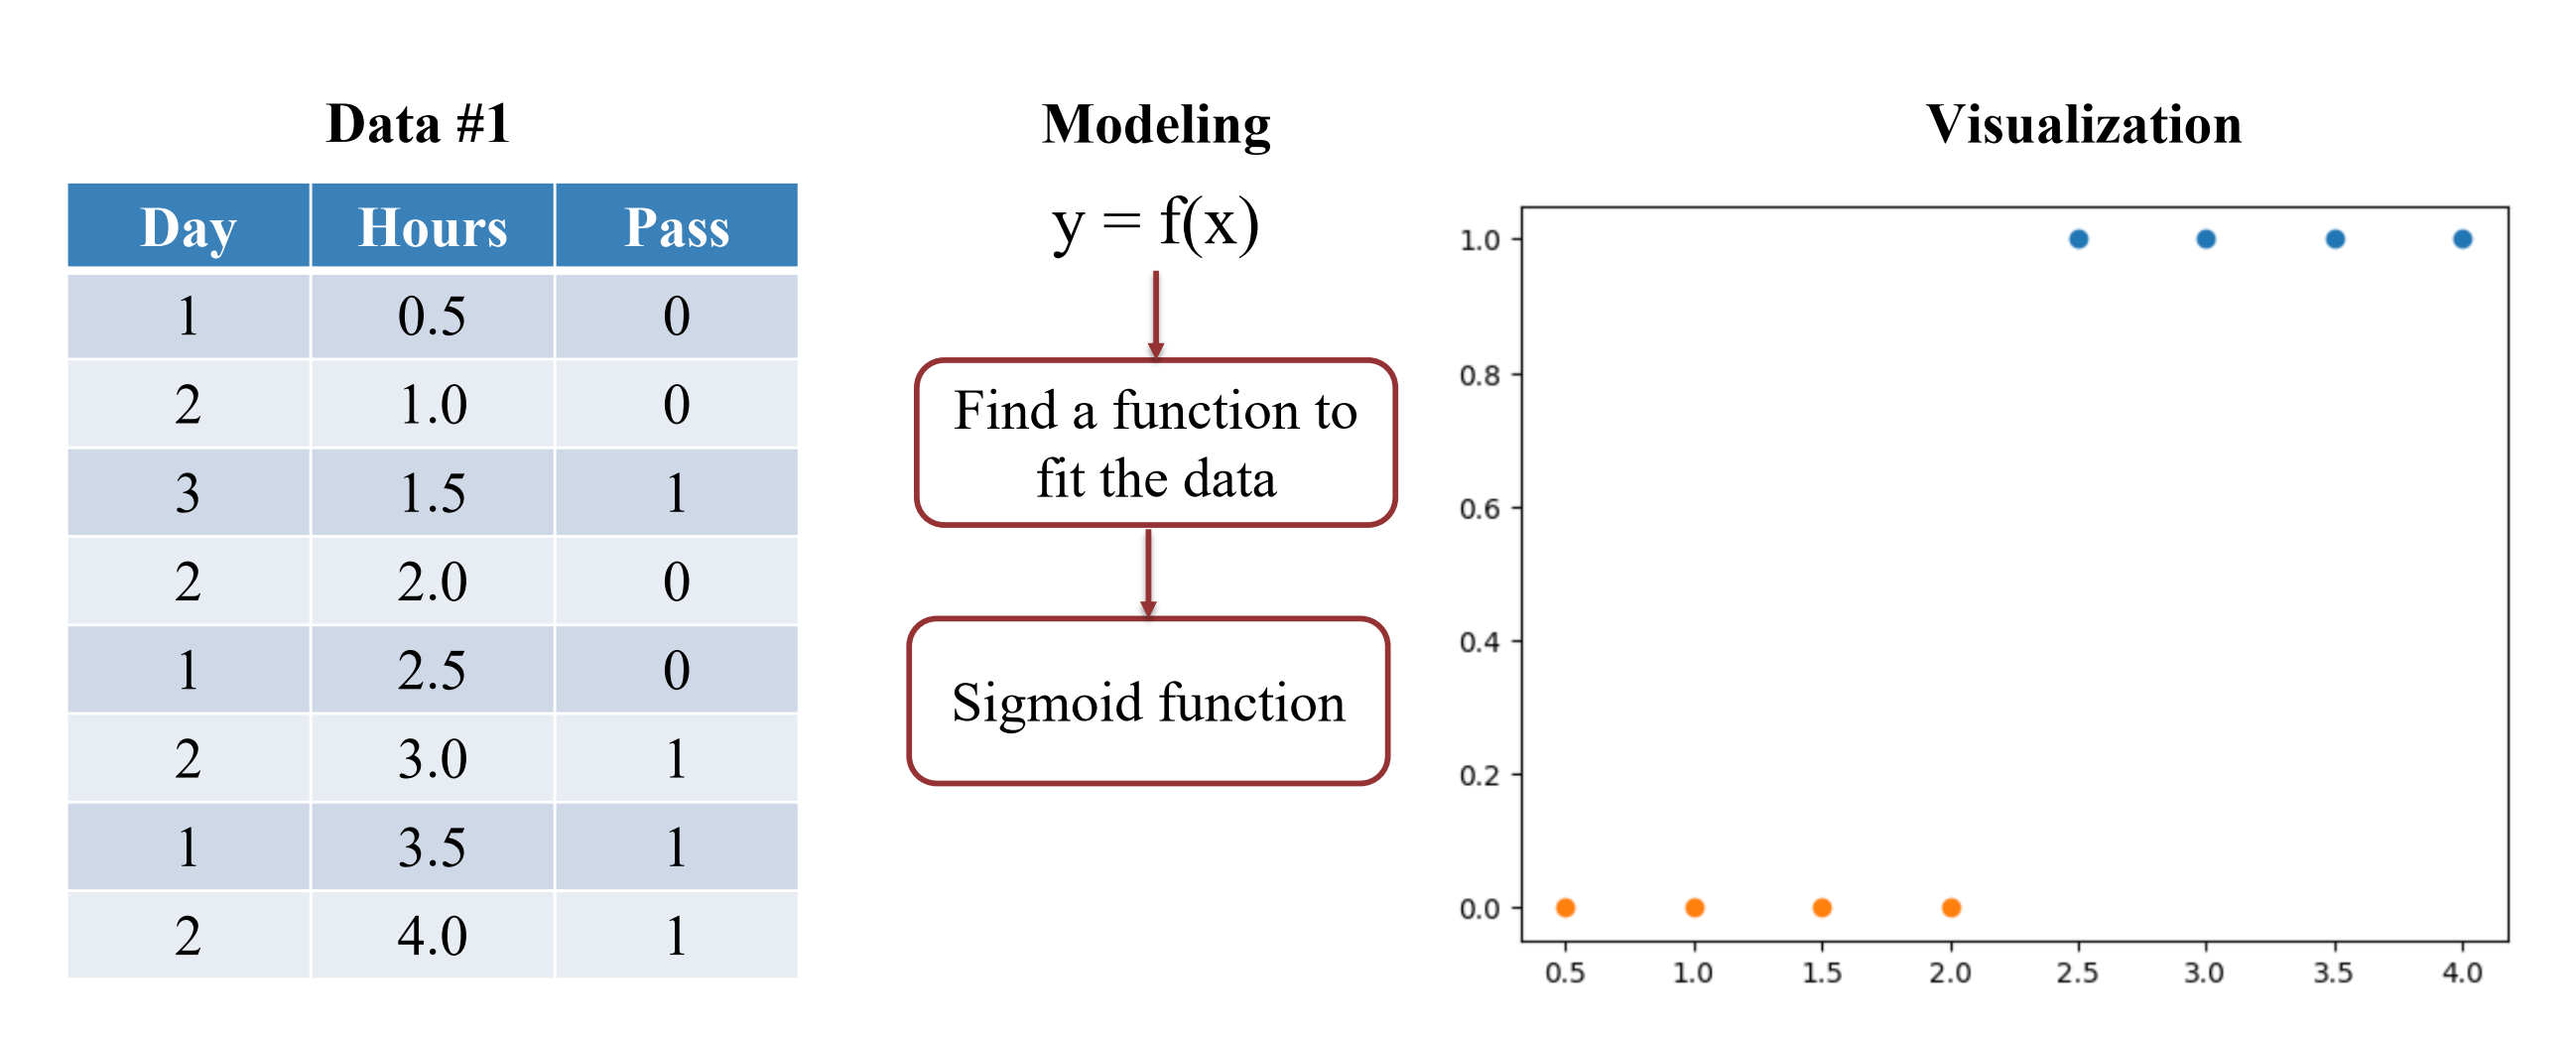 Data #1
Day Hours Pass
1 0.5 0
2 1.0 0
3 1.5 1
2 2.0 0
1 2.5 0
2 3.0 1
1 3.5 1
2 4.0 1
Modeling
y = f(x)
Find a function to
fit the data
Sigmoid function
Visualization
1.0
0.8
0.6
0.4
0.2
0.0
0.5 1.0 1.5 2.0 2.5 3.0 3.5 4.0